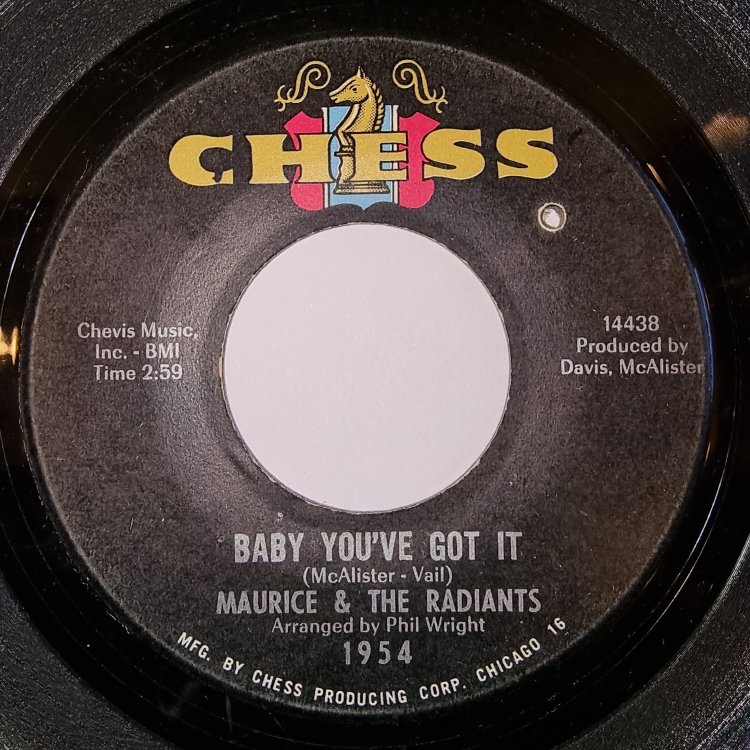 CHESS
Chevis Music,
Inc. - BMI
Time 2:59
14438
Produced by
Davis, McAlister
BABY YOU'VE GOT IT
(McAlister - Vail)
MAURICE & THE RADIANTS
Arranged by Phil Wright
1954
MFG. BY CHESS PRODUCING CORP. CHICAGO 16